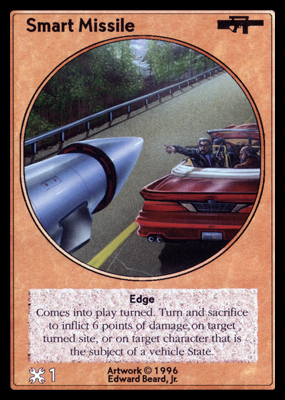 Smart Missile
Edge
Comes into play turned. Turn and sacrifice
to inflict 6 points of damage on target
turned site, or on target character that is
the subject of a vehicle State.
1
Artwork © 1996
Edward Beard, Jr.